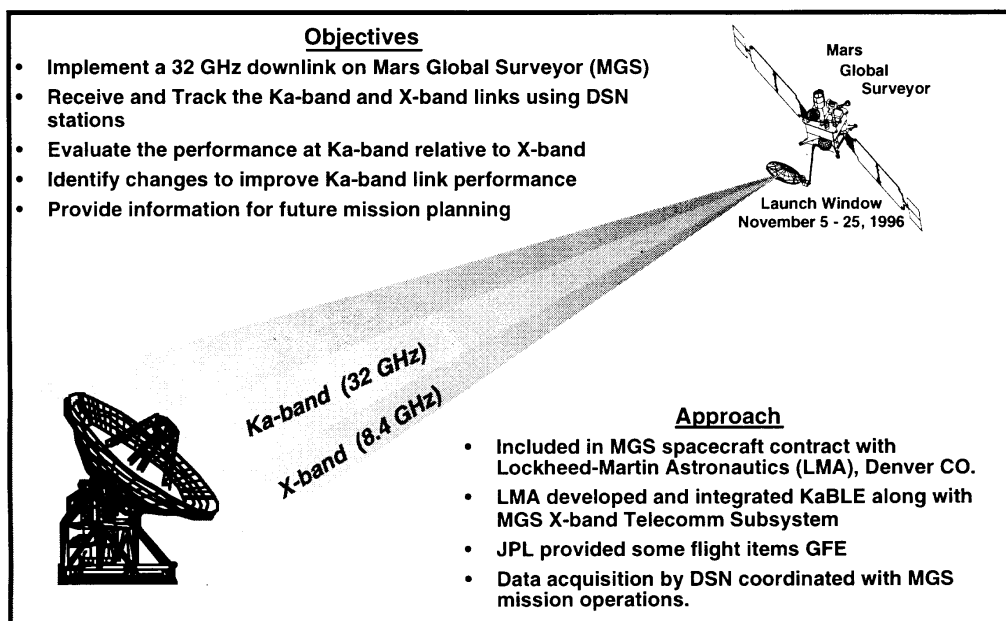 Objectives
• Implement a 32 GHz downlink on Mars Global Surveyor (MGS)
• Receive and Track the Ka-band and X-band links using DSN
stations
• Evaluate the performance at Ka-band relative to X-band
• Identify changes to improve Ka-band link performance
• Provide information for future mission planning
Mars
Global
Surveyor
Launch Window
November 5 - 25, 1996
Ka-band (32 GHz)
X-band (8.4 GHz)
Approach
• Included in MGS spacecraft contract with
Lockheed-Martin Astronautics (LMA), Denver CO.
• LMA developed and integrated KaBLE along with
MGS X-band Telecomm Subsystem
• JPL provided some flight items GFE
• Data acquisition by DSN coordinated with MGS
mission operations.